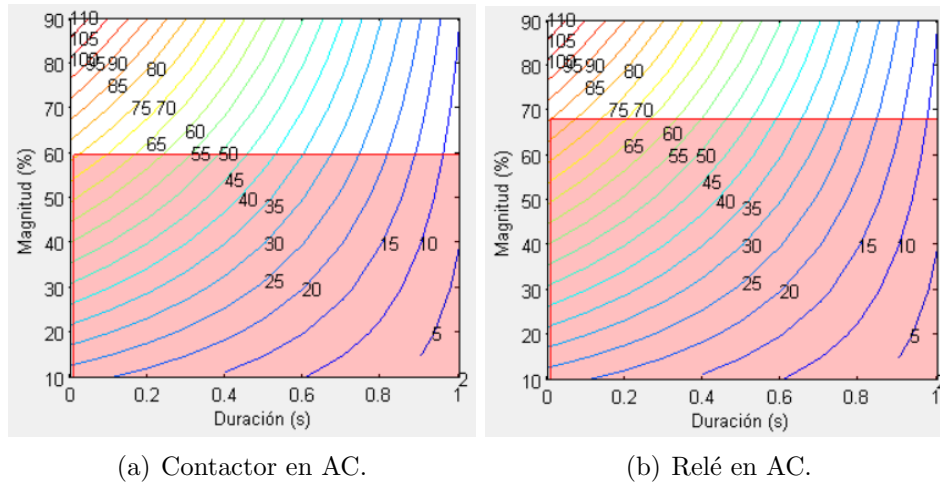 90 110
105
100 95 90
80 80
85
70 75 70
60
65
60 55 50
50 45
40 35
40 30 15 10
30 25 20
20 5
10 2
0 0.2 0.4 0.6 0.8 1
Magnitud (%)
Duración (s)
(a) Contactor en AC.
90 110
105
100 95 90
80 80
85
70 75 70
60
65
60 55 50
50 45
40 35
40 30 15 10
30 25 20
20 5
10 2
0 0.2 0.4 0.6 0.8 1
Magnitud (%)
Duración (s)
(b) Relé en AC.